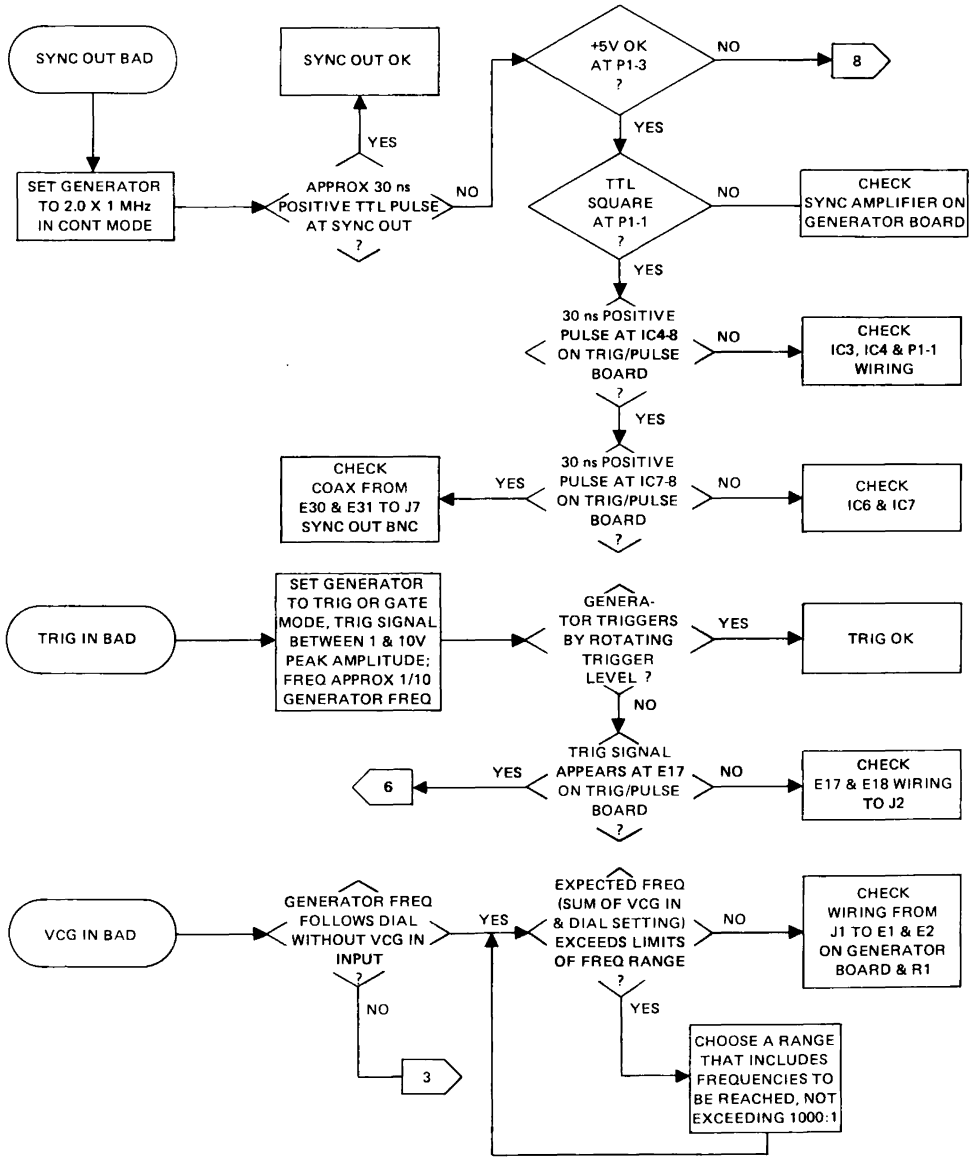 SYNC OUT BAD
SET GENERATOR
TO 2.0 X 1 MHz
IN CONT MODE
SYNC OUT OK
YES
APPROX 30 ns
POSITIVE TTL PULSE
AT SYNC OUT
?
NO
+5V OK
AT P1-3
?
NO
8
YES
TTL
SQUARE
AT P1-1
?
NO
CHECK
SYNC AMPLIFIER ON
GENERATOR BOARD
YES
30 ns POSITIVE
PULSE AT IC4-8
ON TRIG/PULSE
BOARD
?
NO
CHECK
IC3, IC4 & P1-1
WIRING
YES
30 ns POSITIVE
PULSE AT IC7-8
ON TRIG/PULSE
BOARD
?
YES
CHECK
COAX FROM
E30 & E31 TO J7
SYNC OUT BNC
NO
CHECK
IC6 & IC7
TRIG IN BAD
SET GENERATOR
TO TRIG OR GATE
MODE, TRIG SIGNAL
BETWEEN 1 & 10V
PEAK AMPLITUDE;
FREQ APPROX 1/10
GENERATOR FREQ
GENERA-
TOR TRIGGERS
BY ROTATING
TRIGGER
LEVEL ?
YES
TRIG OK
NO
TRIG SIGNAL
APPEARS AT E17
ON TRIG/PULSE
BOARD
?
YES
6
NO
CHECK
E17 & E18 WIRING
TO J2
VCG IN BAD
GENERATOR FREQ
FOLLOWS DIAL
WITHOUT VCG IN
INPUT
?
YES
NO
3
EXPECTED FREQ
(SUM OF VCG IN
& DIAL SETTING)
EXCEEDS LIMITS
OF FREQ RANGE
?
NO
CHECK
WIRING FROM
J1 TO E1 & E2
ON GENERATOR
BOARD & R1
YES
CHOOSE A RANGE
THAT INCLUDES
FREQUENCIES TO
BE REACHED, NOT
EXCEEDING 1000:1